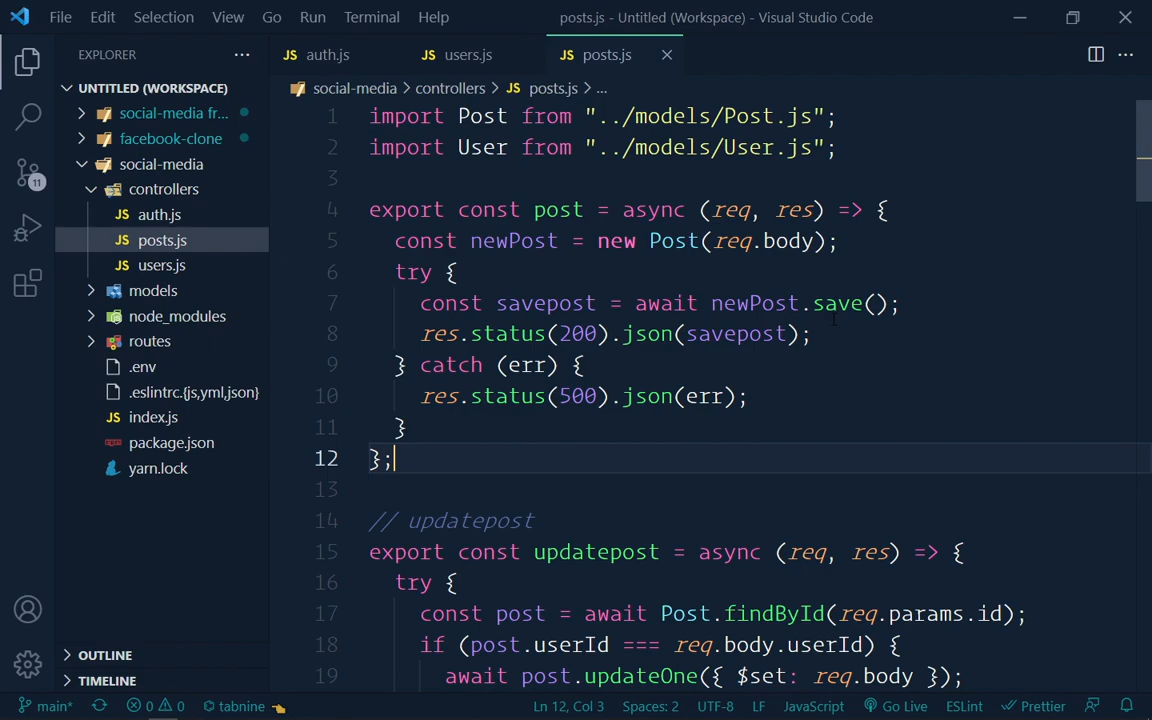 File Edit Selection View Go Run Terminal Help
posts.js - Untitled (Workspace) - Visual Studio Code
EXPLORER
JS auth.js
JS users.js
JS posts.js
UNTITLED (WORKSPACE)
social-media > controllers > JS posts.js > ...
social-media fr...
facebook-clone
social-media
controllers
JS auth.js
JS posts.js
JS users.js
models
node_modules
routes
.env
.eslintrc.{js,yml,json}
JS index.js
package.json
yarn.lock
OUTLINE
TIMELINE
11
1 import Post from "../models/Post.js";
2 import User from "../models/User.js";
3
4 export const post = async (req, res) => {
5 const newPost = new Post(req.body);
6 try {
7 const savepost = await newPost.save();
8 res.status(200).json(savepost);
9 } catch (err) {
10 res.status(500).json(err);
11 }
12 };
13
14 // updatepost
15 export const updatepost = async (req, res) => {
16 try {
17 const post = await Post.findById(req.params.id);
18 if (post.userId === req.body.userId) {
19 await post.updateOne({ $set: req.body });
main* 0 0 tabnine Ln 12, Col 3 Spaces: 2 UTF-8 LF JavaScript Go Live ESLint Prettier